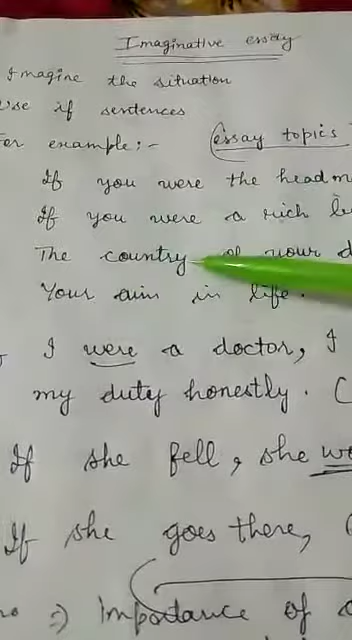 Imaginative essay
Imagine the situation
Use if sentences
For example:- (essay topics
If you were the head
If you were a rich
The country of your
Your aim in life.
I were a doctor, I
my duty honestly. (
If she fell, she
If she goes there,
:) Importance of